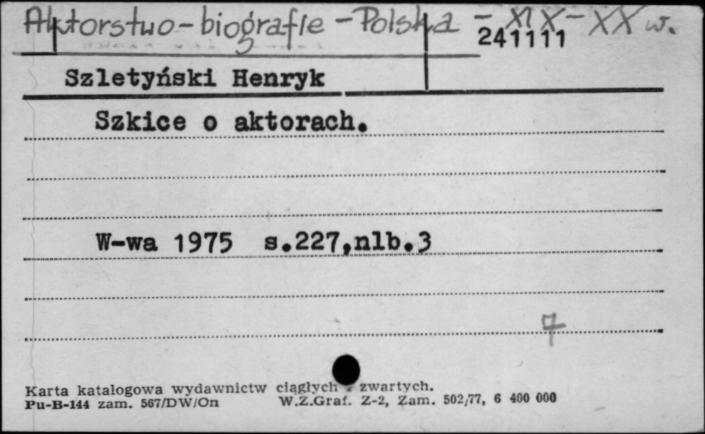 Aktorstwo - biografie - Polska - XIX - XX w.
241111
Szletyński Henryk
Szkice o aktorach.
W-wa 1975 s.227,nlb.3
7
Karta katalogowa wydawnictw ciągłych zwartych.
Pu-B-144 zam. 567/DW/On W.Z.Graf. Z-2, Zam. 502/77, 6 400 000